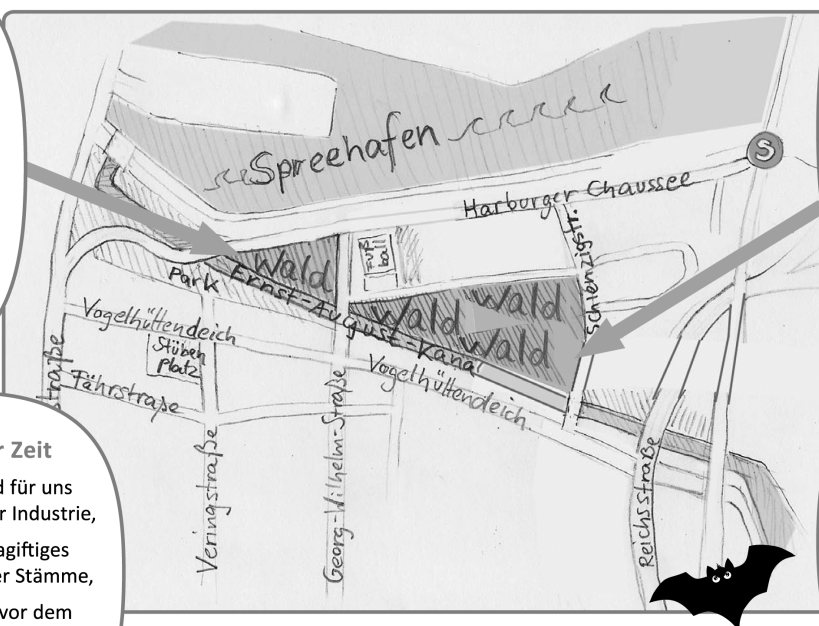 Spreehafen
S
Harburger Chaussee
Schlenzigstr.
Fuß
ball
Wald
Park
Ernst-August-Kanal
Wald
Wald
Wald
Vogelhüttendeich
Stüben
Platz
Vogelhüttendeich
Fährstraße
straße
Veringstraße
Georg-Wilhelm-Straße
Reichsstraße
r Zeit
d für uns
r Industrie,
agiftiges
er Stämme,
vor dem